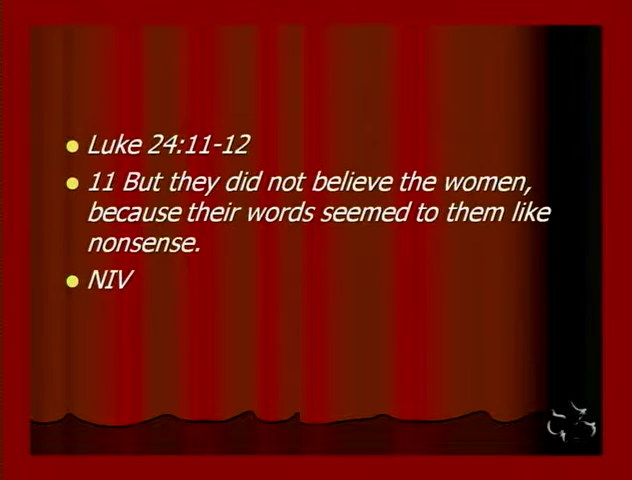 Luke 24:11-12
11 But they did not believe the women,
because their words seemed to them like
nonsense.
NIV